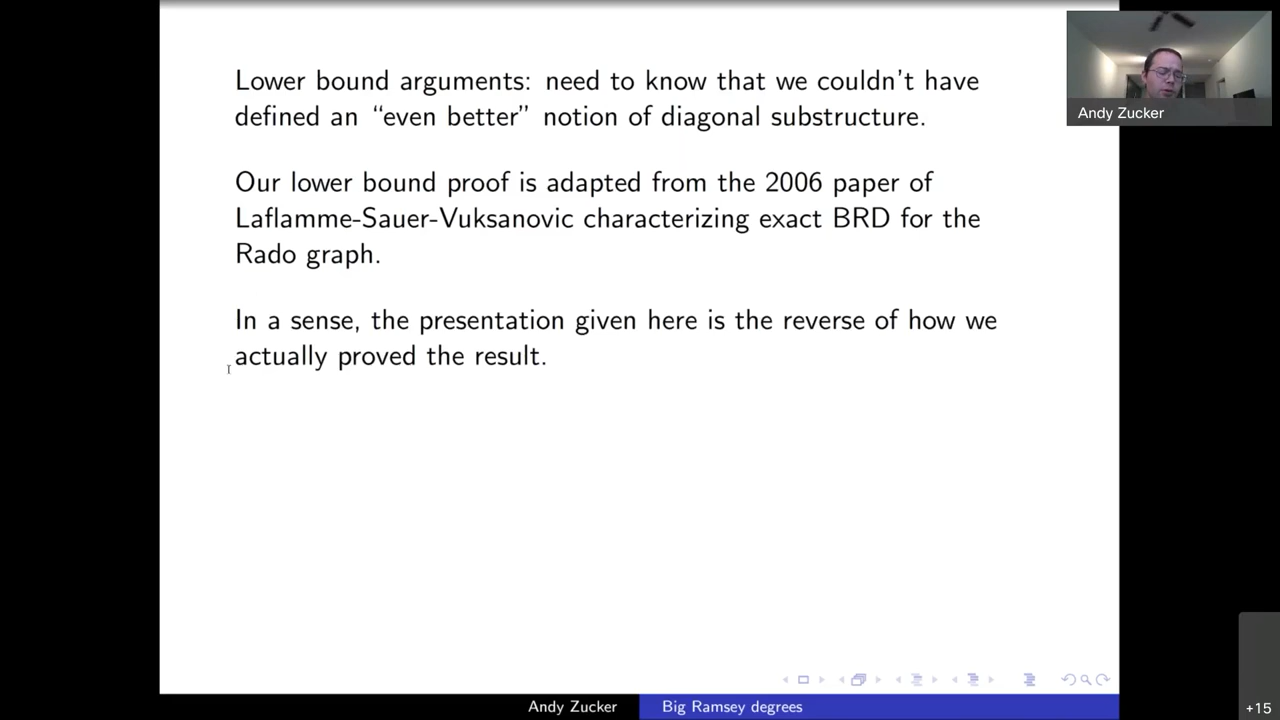 Lower bound arguments: need to know that we couldn't have
defined an “even better” notion of diagonal substructure.
Our lower bound proof is adapted from the 2006 paper of
Laflamme-Sauer-Vuksanovic characterizing exact BRD for the
Rado graph.
In a sense, the presentation given here is the reverse of how we
actually proved the result.
Andy Zucker
Andy Zucker
Big Ramsey degrees
+15